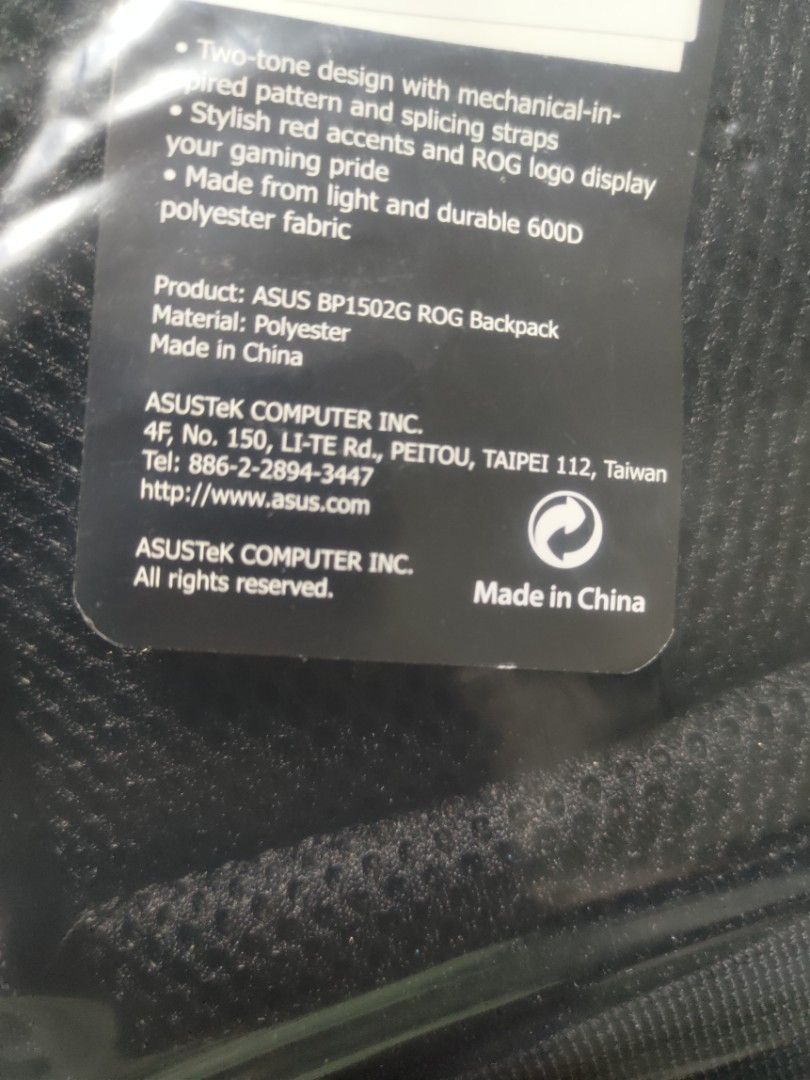 • Two-tone design with mechanical-in-
pired pattern and splicing straps
• Stylish red accents and ROG logo display
your gaming pride
• Made from light and durable 600D
polyester fabric
Product: ASUS BP1502G ROG Backpack
Material: Polyester
Made in China
ASUSTeK COMPUTER INC.
4F, No. 150, LI-TE Rd., PEITOU, TAIPEI 112, Taiwan
Tel: 886-2-2894-3447
http://www.asus.com
ASUSTeK COMPUTER INC.
All rights reserved.
Made in China